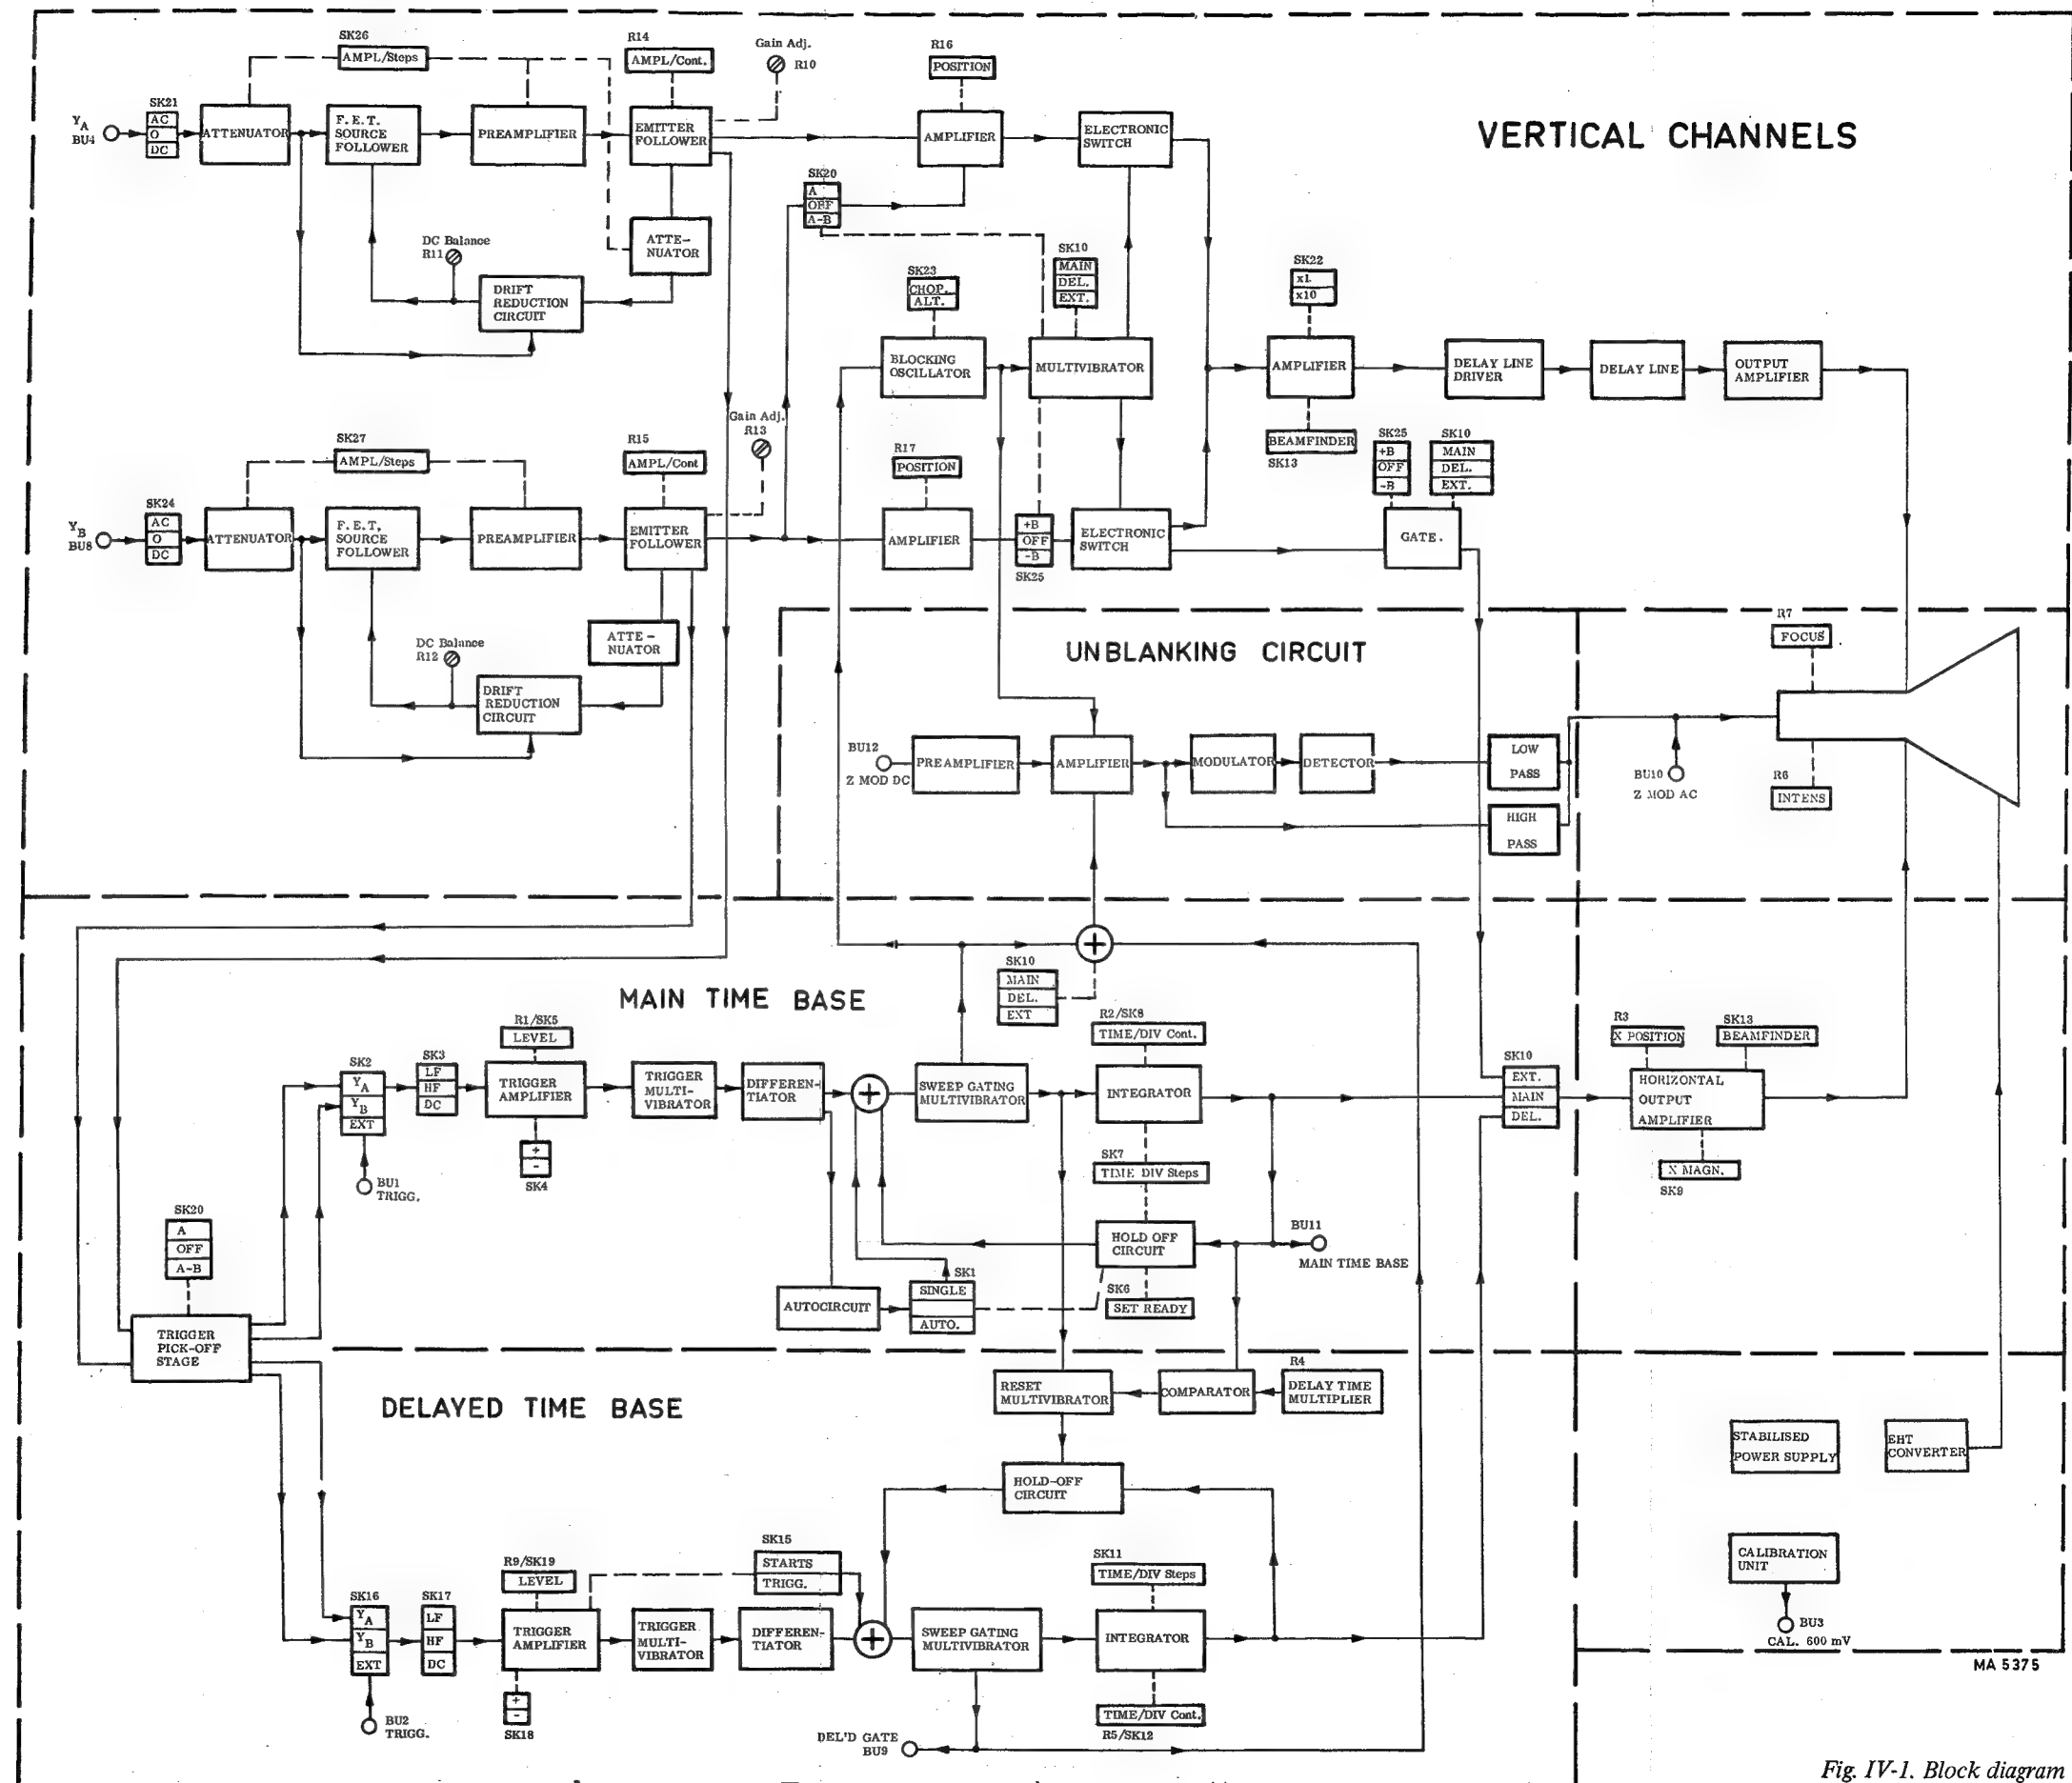 VERTICAL CHANNELS
SK26
AMPL/Steps
R14
AMPL/Cont.
Gain Adj.
R10
R16
POSITION
YA
BU4
SK21
AC
O
DC
ATTENUATOR
F. E. T.
SOURCE
FOLLOWER
PREAMPLIFIER
EMITTER
FOLLOWER
AMPLIFIER
ELECTRONIC
SWITCH
SK20
A
OFF
A-B
ATTE-
NUATOR
DC Balance
R11
DRIFT
REDUCTION
CIRCUIT
SK23
CHOP.
ALT.
SK10
MAIN
DEL.
EXT.
SK22
x1
x10
BLOCKING
OSCILLATOR
MULTIVIBRATOR
AMPLIFIER
DELAY LINE
DRIVER
DELAY LINE
OUTPUT
AMPLIFIER
BEAMFINDER
SK13
Gain Adj.
R13
SK27
AMPL/Steps
R15
AMPL/Cont
R17
POSITION
SK25
+B
OFF
-B
SK10
MAIN
DEL.
EXT.
YB
BU8
SK24
AC
O
DC
ATTENUATOR
F. E. T,
SOURCE
FOLLOWER
PREAMPLIFIER
EMITTER
FOLLOWER
AMPLIFIER
+B
OFF
-B
SK25
ELECTRONIC
SWITCH
GATE.
ATTE-
NUATOR
DC Balance
R12
DRIFT
REDUCTION
CIRCUIT
UNBLANKING CIRCUIT
R7
FOCUS
BU12
Z MOD DC
PREAMPLIFIER
AMPLIFIER
MODULATOR
DETECTOR
LOW
PASS
HIGH
PASS
BU10
Z MOD AC
R6
INTENS
MAIN TIME BASE
SK10
MAIN
DEL.
EXT
R2/SK8
TIME/DIV Cont.
R1/SK5
LEVEL
SK2
YA
YB
EXT
SK3
LF
HF
DC
TRIGGER
AMPLIFIER
TRIGGER
MULTI-
VIBRATOR
DIFFEREN-
TIATOR
SWEEP GATING
MULTIVIBRATOR
INTEGRATOR
SK10
EXT.
MAIN
DEL.
R3
X POSITION
SK13
BEAMFINDER
HORIZONTAL
OUTPUT
AMPLIFIER
X MAGN.
SK9
BU1
TRIGG.
+
-
SK4
SK7
TIME DIV Steps
HOLD OFF
CIRCUIT
BU11
MAIN TIME BASE
SK6
SET READY
AUTOCIRCUIT
SK1
SINGLE
AUTO.
SK20
A
OFF
A-B
TRIGGER
PICK-OFF
STAGE
DELAYED TIME BASE
RESET
MULTIVIBRATOR
COMPARATOR
R4
DELAY TIME
MULTIPLIER
HOLD-OFF
CIRCUIT
STABILISED
POWER SUPPLY
EHT
CONVERTER
CALIBRATION
UNIT
BU3
CAL. 600 mV
SK15
STARTS
TRIGG.
SK11
TIME/DIV Steps
R9/SK19
LEVEL
SK16
YA
YB
EXT
SK17
LF
HF
DC
TRIGGER
AMPLIFIER
TRIGGER
MULTI-
VIBRATOR
DIFFEREN-
TIATOR
SWEEP GATING
MULTIVIBRATOR
INTEGRATOR
TIME/DIV Cont.
R5/SK12
BU2
TRIGG.
+
-
SK18
DEL'D GATE
BU9
MA 5375
Fig. IV-1. Block diagram